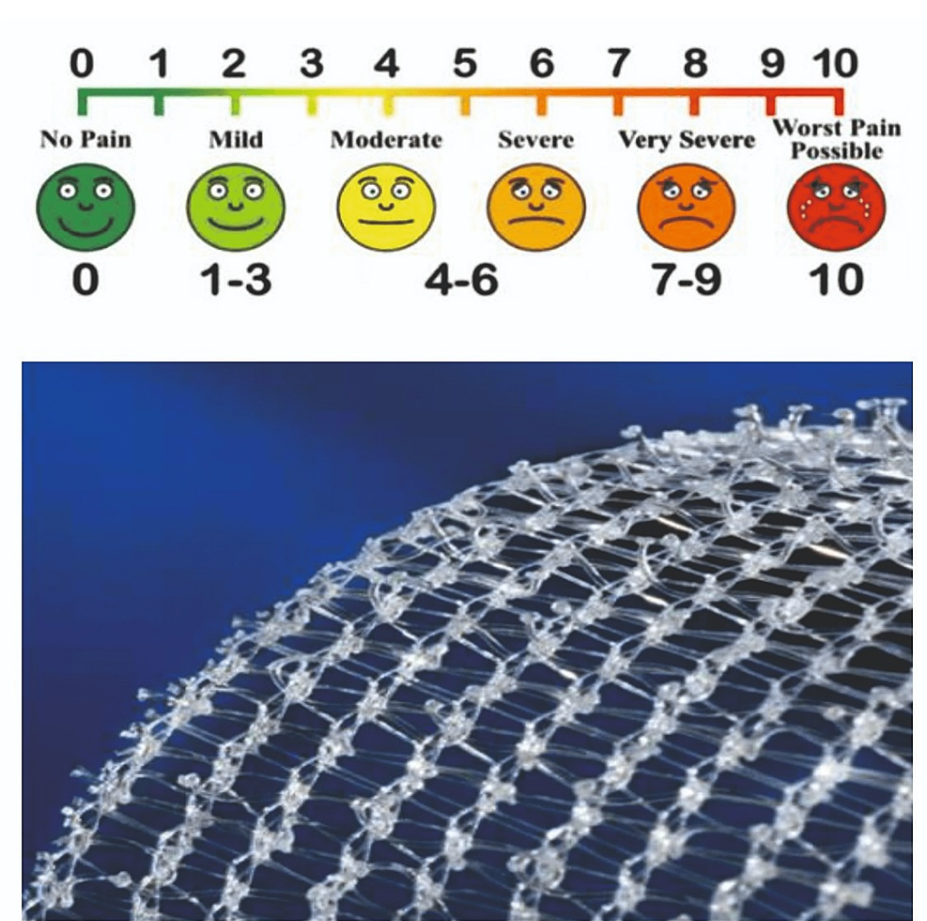 0 1 2 3 4 5 6 7 8 9 10
No Pain Mild Moderate Severe Very Severe Worst Pain
Possible
0 1-3 4-6 7-9 10